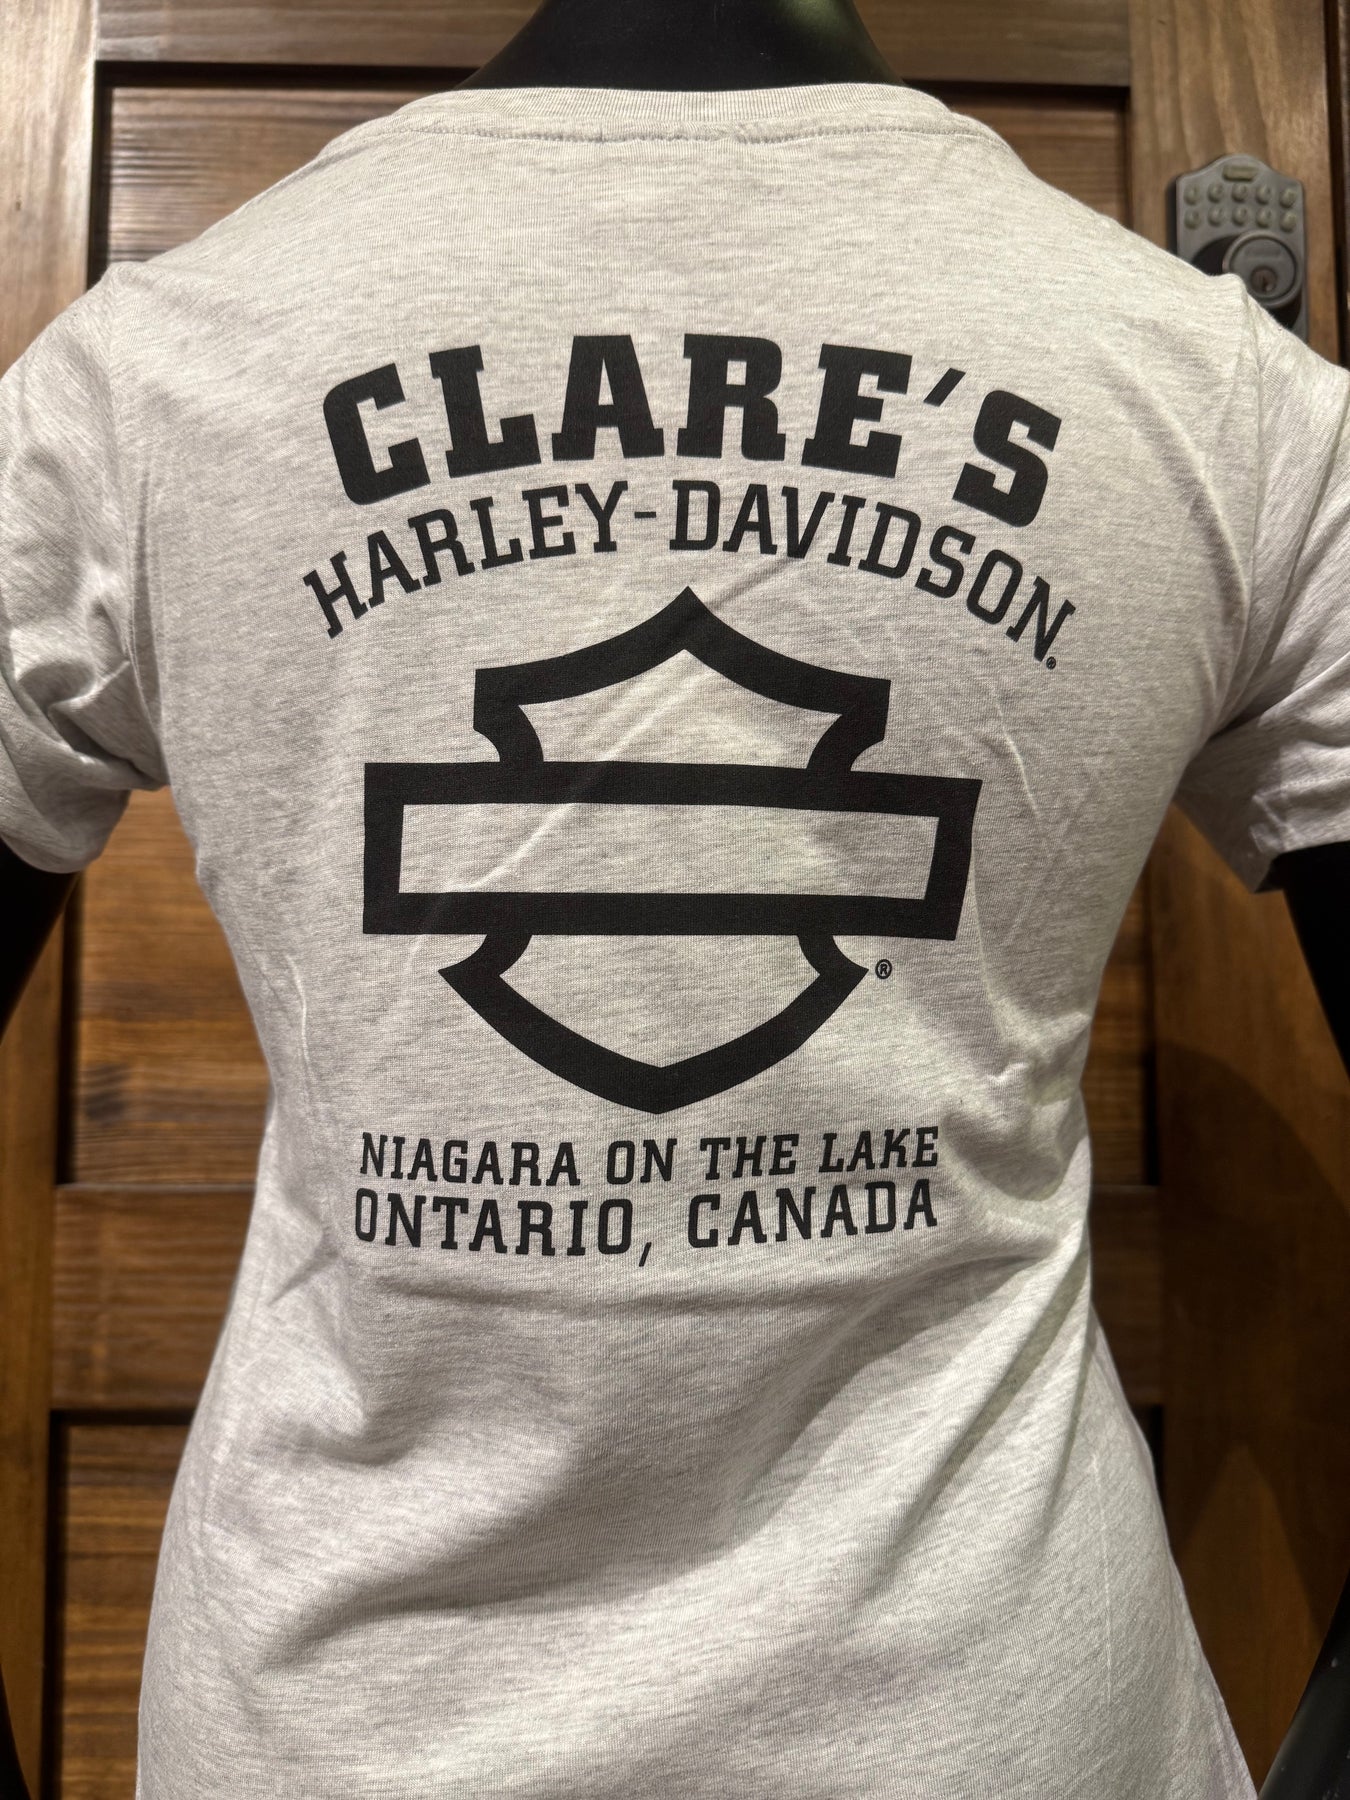 CLARE'S
HARLEY-DAVIDSON®
®
NIAGARA ON THE LAKE
ONTARIO, CANADA